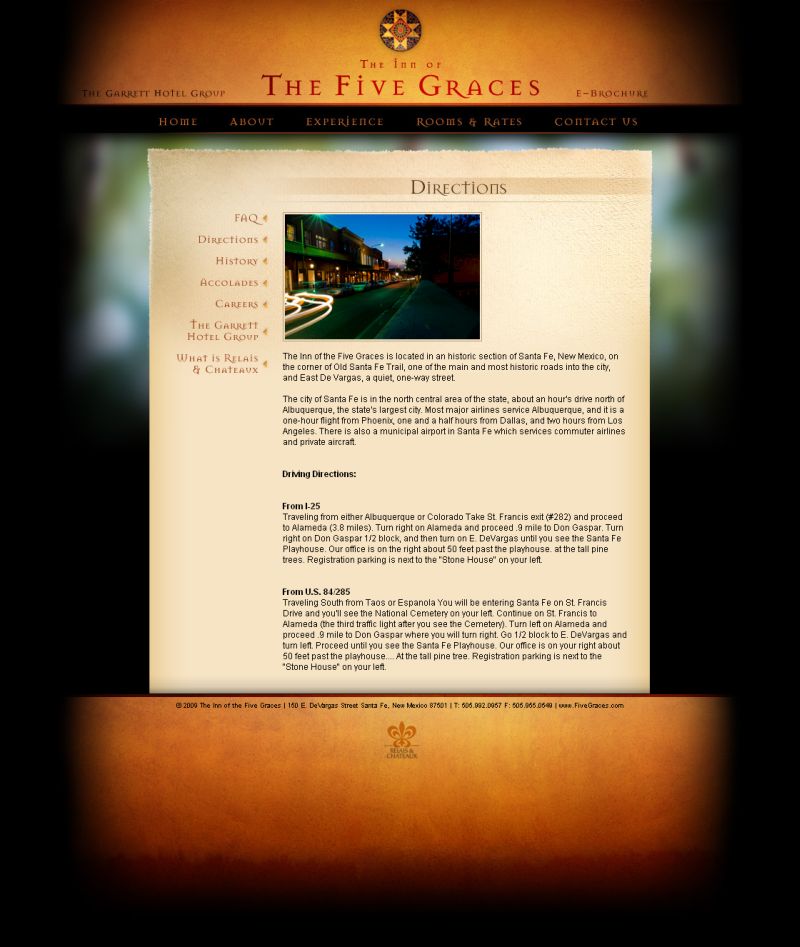 The Inn of
The Five Graces
The Garrett Hotel Group
E-Brochure
Home
About
Experience
Rooms & Rates
Contact Us
Directions
FAQ
Directions
History
Accolades
Careers
The Garrett
Hotel Group
What is Relais
& Chateaux
The Inn of the Five Graces is located in an historic section of Santa Fe, New Mexico, on
the corner of Old Santa Fe Trail, one of the main and most historic roads into the city,
and East De Vargas, a quiet, one-way street.
The city of Santa Fe is in the north central area of the state, about an hour's drive north of
Albuquerque, the state's largest city. Most major airlines service Albuquerque, and it is a
one-hour flight from Phoenix, one and a half hours from Dallas, and two hours from Los
Angeles. There is also a municipal airport in Santa Fe which services commuter airlines
and private aircraft.
Driving Directions:
From I-25
Traveling from either Albuquerque or Colorado Take St. Francis exit (#282) and proceed
to Alameda (3.8 miles). Turn right on Alameda and proceed .9 mile to Don Gaspar. Turn
right on Don Gaspar 1/2 block, and then turn on E. DeVargas until you see the Santa Fe
Playhouse. Our office is on the right about 50 feet past the playhouse. at the tall pine
trees. Registration parking is next to the "Stone House" on your left.
From U.S. 84/285
Traveling South from Taos or Espanola You will be entering Santa Fe on St. Francis
Drive and you'll see the National Cemetery on your left. Continue on St. Francis to
Alameda (the third traffic light after you see the Cemetery). Turn left on Alameda and
proceed .9 mile to Don Gaspar where you will turn right. Go 1/2 block to E. DeVargas and
turn left. Proceed until you see the Santa Fe Playhouse. Our office is on your right about
50 feet past the playhouse.... At the tall pine tree. Registration parking is next to the
"Stone House" on your left.
© 2009 The Inn of the Five Graces | 150 E. DeVargas Street Santa Fe, New Mexico 87501 | T: 505.992.0957 F: 505.955.0549 | www.FiveGraces.com
Relais &
Chateaux